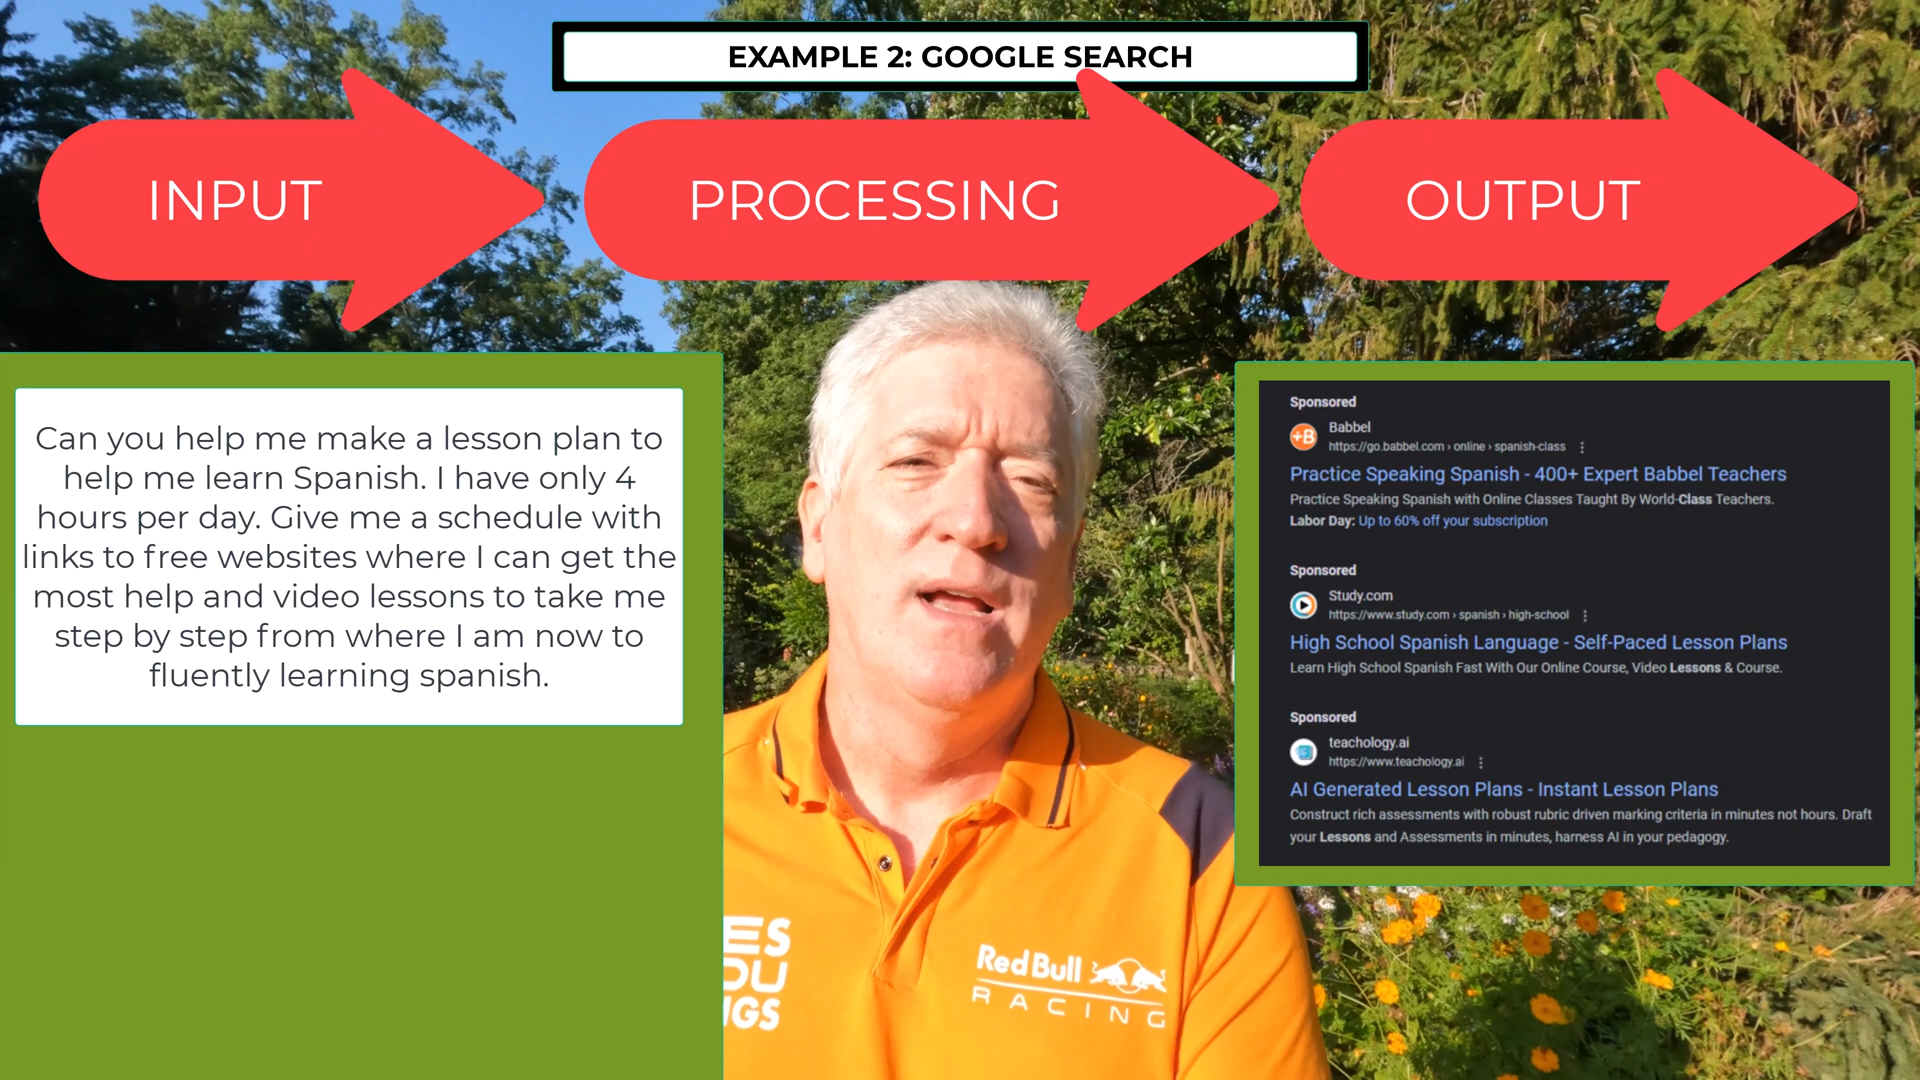 EXAMPLE 2: GOOGLE SEARCH
INPUT
PROCESSING
OUTPUT
Can you help me make a lesson plan to
help me learn Spanish. I have only 4
hours per day. Give me a schedule with
links to free websites where I can get the
most help and video lessons to take me
step by step from where I am now to
fluently learning spanish.
Sponsored
Babbel
https://go.babbel.com › online › spanish-class
Practice Speaking Spanish - 400+ Expert Babbel Teachers
Practice Speaking Spanish with Online Classes Taught By World-Class Teachers.
Labor Day: Up to 60% off your subscription
Sponsored
Study.com
https://www.study.com › spanish › high-school
High School Spanish Language - Self-Paced Lesson Plans
Learn High School Spanish Fast With Our Online Course, Video Lessons & Course.
Sponsored
teachology.ai
https://www.teachology.ai
AI Generated Lesson Plans - Instant Lesson Plans
Construct rich assessments with robust rubric driven marking criteria in minutes not hours. Draft
your Lessons and Assessments in minutes, harness AI in your pedagogy.
Red Bull
RACING